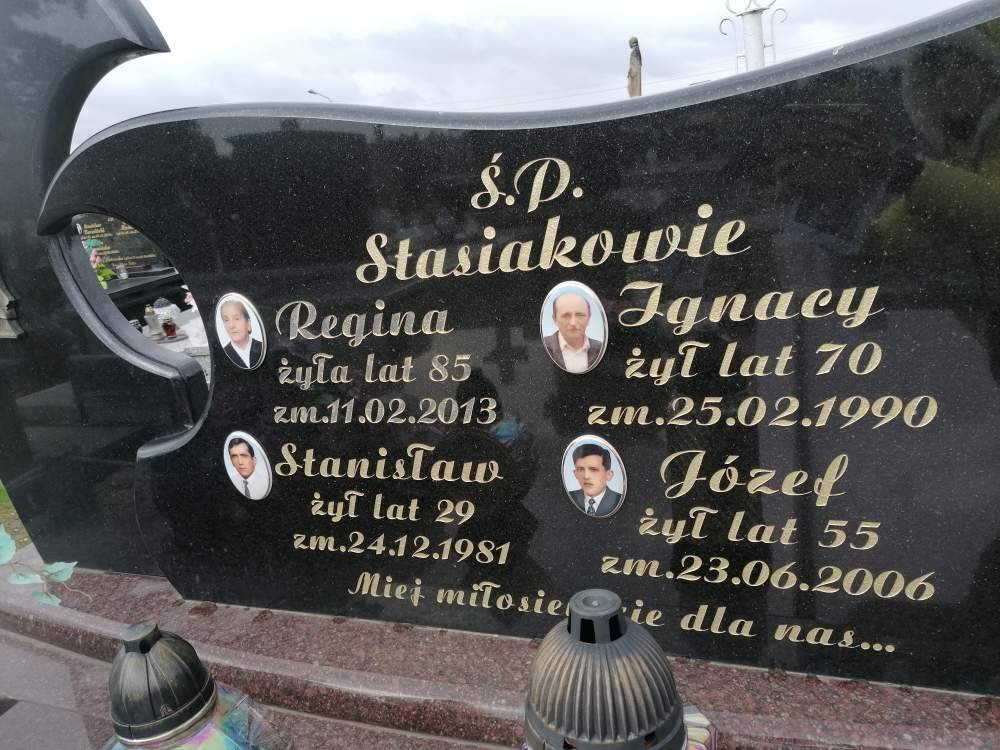 Ś.P.
Stasiakowie
Regina
żyła lat 85
zm.11.02.2013
Ignacy
żył lat 70
zm.25.02.1990
Stanisław
żył lat 29
zm.24.12.1981
Józef
żył lat 55
zm.23.06.2006
Miej dla nas...